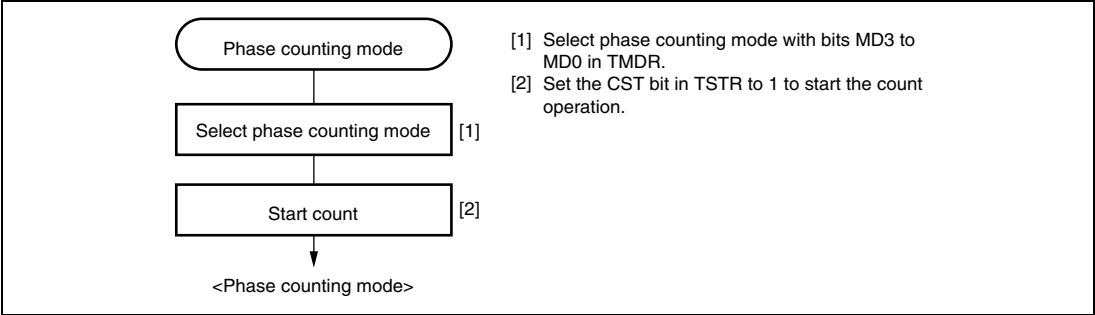 Phase counting mode
Select phase counting mode [1]
Start count [2]
<Phase counting mode>
[1] Select phase counting mode with bits MD3 to
MD0 in TMDR.
[2] Set the CST bit in TSTR to 1 to start the count
operation.